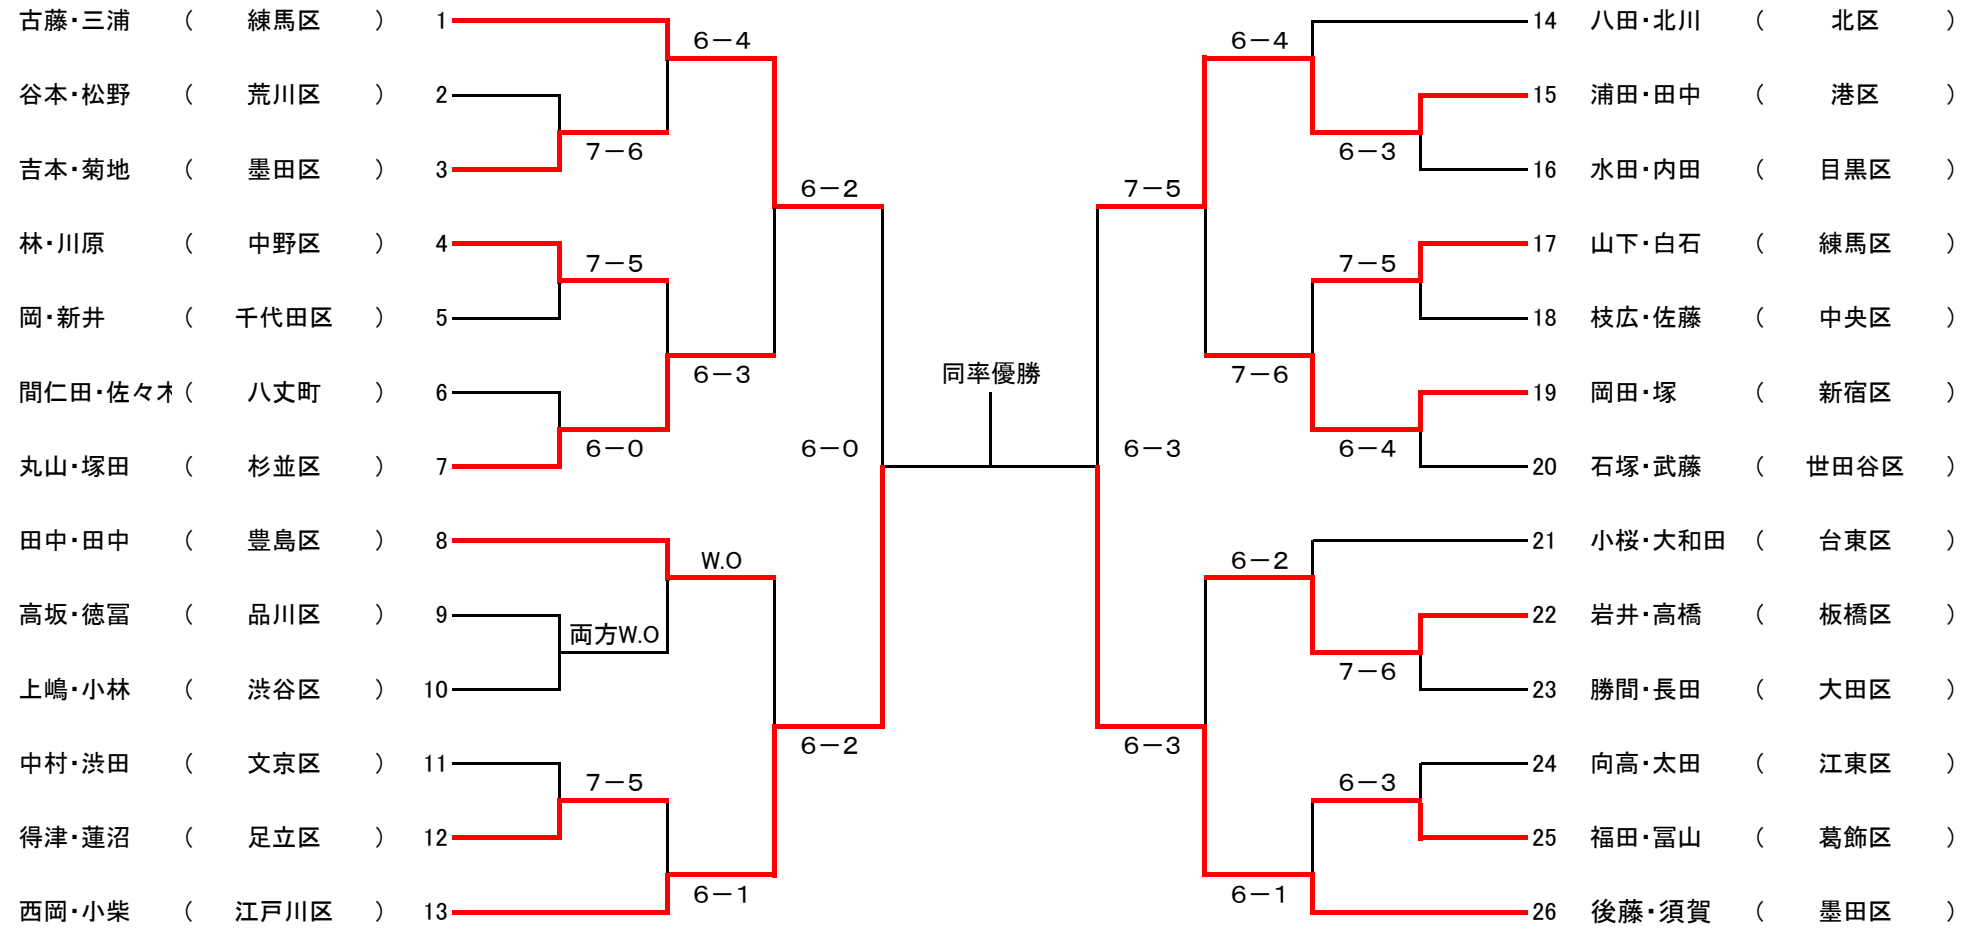 古藤・三浦 （ 練馬区 ） 1
6－4
谷本・松野 （ 荒川区 ） 2
7－6
吉本・菊地 （ 墨田区 ） 3
6－2
林・川原 （ 中野区 ） 4
7－5
岡・新井 （ 千代田区 ） 5
6－3
間仁田・佐々木（ 八丈町 ） 6
6－0
丸山・塚田 （ 杉並区 ） 7
6－0
田中・田中 （ 豊島区 ） 8
W.O
高坂・徳冨 （ 品川区 ） 9
両方W.O
上嶋・小林 （ 渋谷区 ） 10
6－2
中村・渋田 （ 文京区 ） 11
7－5
得津・蓮沼 （ 足立区 ） 12
6－1
西岡・小柴 （ 江戸川区 ） 13
同率優勝
14 八田・北川 （ 北区 ）
6－4
15 浦田・田中 （ 港区 ）
6－3
16 水田・内田 （ 目黒区 ）
7－5
17 山下・白石 （ 練馬区 ）
7－5
18 枝広・佐藤 （ 中央区 ）
7－6
19 岡田・塚 （ 新宿区 ）
6－4
20 石塚・武藤 （ 世田谷区 ）
6－3
21 小桜・大和田 （ 台東区 ）
6－2
22 岩井・高橋 （ 板橋区 ）
7－6
23 勝間・長田 （ 大田区 ）
6－3
24 向高・太田 （ 江東区 ）
6－3
25 福田・冨山 （ 葛飾区 ）
6－1
26 後藤・須賀 （ 墨田区 ）